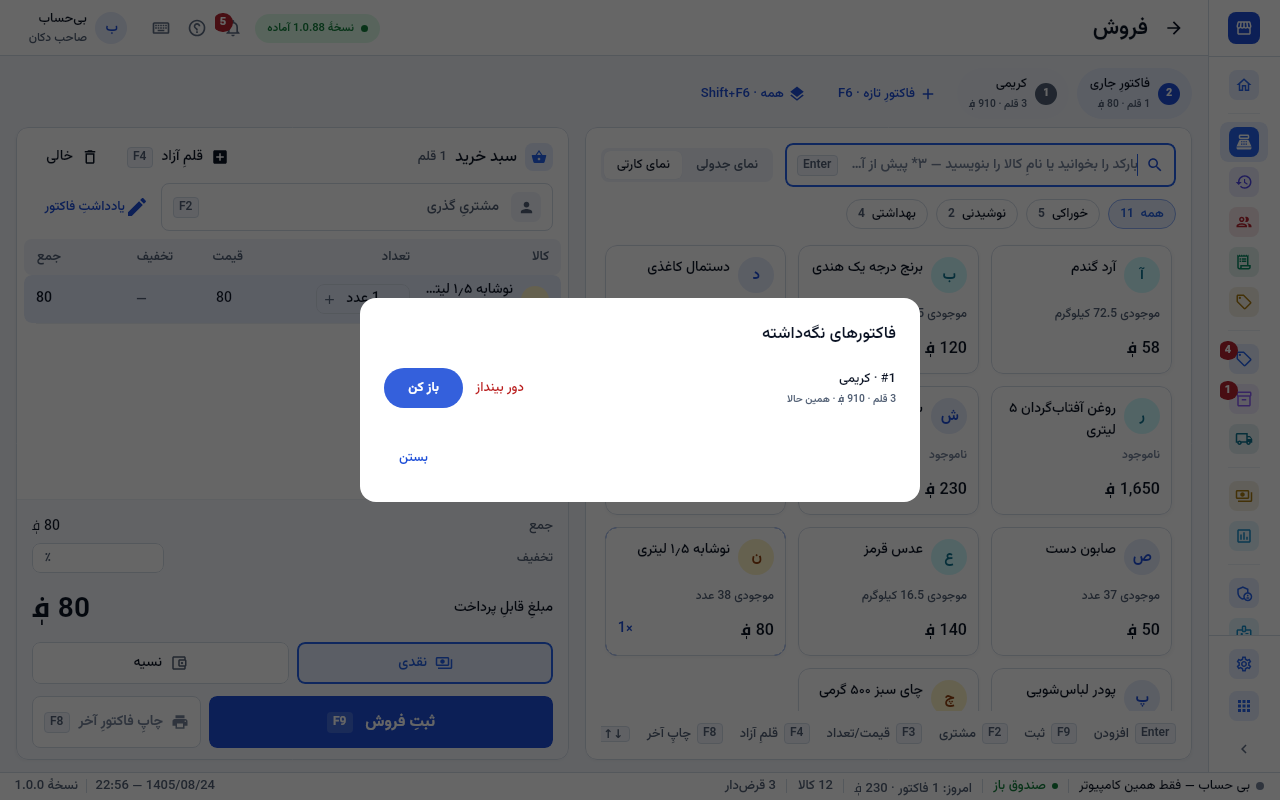 فروش
نسخهٔ 1.0.88 آماده
5
بی‌حساب
صاحب دکان
ب
2
فاکتورِ جاری
1 قلم · 80 ؋
1
کریمی
3 قلم · 910 ؋
فاکتورِ تازه · F6
همه · Shift+F6
بارکد را بخوانید یا نامِ کالا را بنویسید — ۳* پیش از آ...
Enter
نمای جدولی
نمای کارتی
همه 11
خوراکی 5
نوشیدنی 2
بهداشتی 4
آ
آرد گندم
موجودی 72.5 کیلوگرم
58 ؋
ب
برنج درجه یک هندی
120 ؋
د
دستمال کاغذی
ر
روغن آفتاب‌گردان ۵ لیتری
ناموجود
1,650 ؋
ش
ناموجود
230 ؋
ص
صابون دست
موجودی 37 عدد
50 ؋
ع
عدس قرمز
موجودی 16.5 کیلوگرم
140 ؋
ن
نوشابه ۱٫۵ لیتری
موجودی 38 عدد
80 ؋
1×
پ
پودر لباس‌شویی
چ
چای سبز ۵۰۰ گرمی
Enter افزودن
F9 ثبت
F2 مشتری
F3 قیمت/تعداد
F4 قلمِ آزاد
F8 چاپِ آخر
↑↓
سبد خرید 1 قلم
قلمِ آزاد F4
خالی
مشتریِ گذری
F2
یادداشتِ فاکتور
کالا
تعداد
قیمت
تخفیف
جمع
نوشابه ۱٫۵ لیتـ...
1 عدد +
80
—
80
فاکتورهای نگه‌داشته
#1 · کریمی
3 قلم · 910 ؋ · همین حالا
دور بینداز
باز کن
بستن
جمع
80 ؋
تخفیف
٪
مبلغِ قابلِ پرداخت
80 ؋
نقدی
نسیه
ثبتِ فروش F9
چاپِ فاکتورِ آخر F8
4
1
بی حساب — فقط همین کامپیوتر
صندوق باز
امروز: 1 فاکتور · 230 ؋
12 کالا
3 قرض‌دار
1405/08/24 — 22:56
نسخهٔ 1.0.0